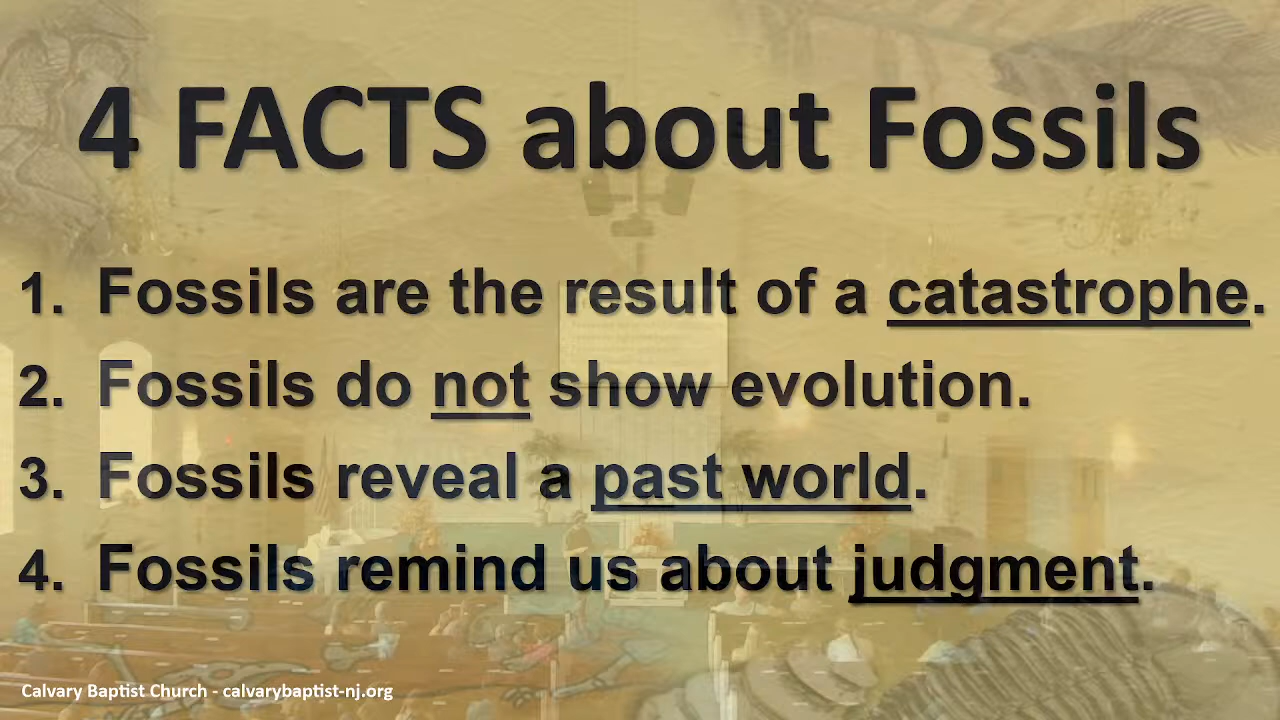 4 FACTS about Fossils
1. Fossils are the result of a catastrophe.
2. Fossils do not show evolution.
3. Fossils reveal a past world.
4. Fossils remind us about judgment.
Calvary Baptist Church - calvarybaptist-nj.org